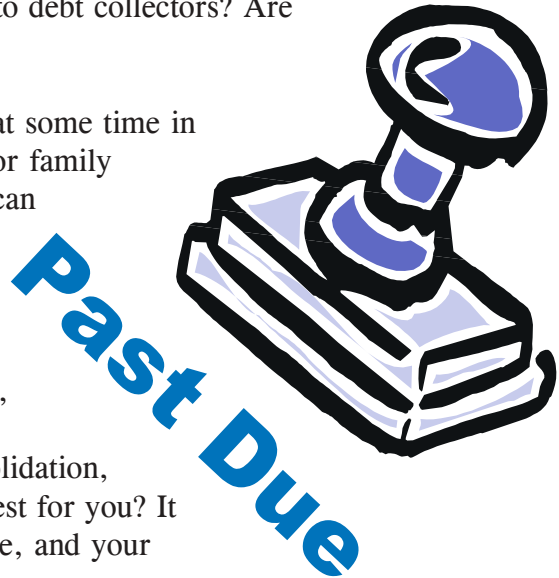 to debt collectors? Are
at some time in
or family
can
Past Due
,
lidation,
est for you? It
e, and your